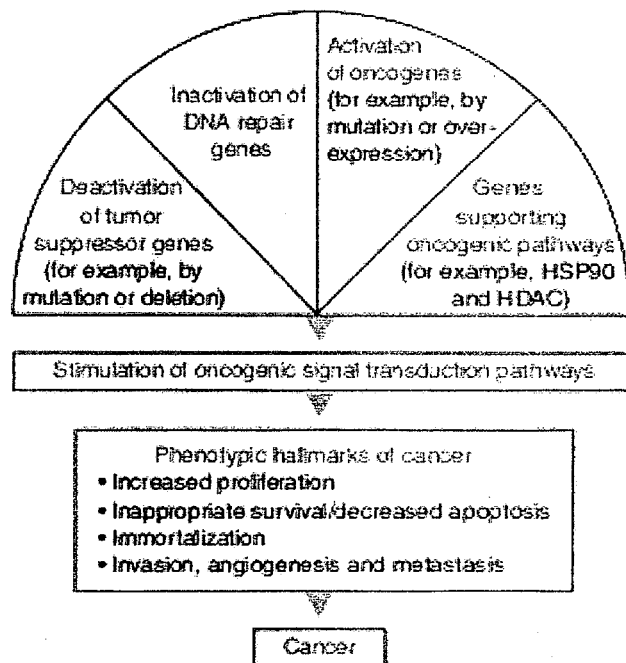 Deactivation
of tumor
suppressor genes
(for example, by
mutation or deletion)
Inactivation of
DNA repair
genes
Activation
of oncogenes
(for example, by
mutation or over-
expression)
Genes
supporting
oncogenic pathways
(for example, HSP90
and HDAC)
Stimulation of oncogenic signal transduction pathways
Phenotypic hallmarks of cancer
• Increased proliferation
• Inappropriate survival/decreased apoptosis
• Immortalization
• Invasion, angiogenesis and metastasis
Cancer